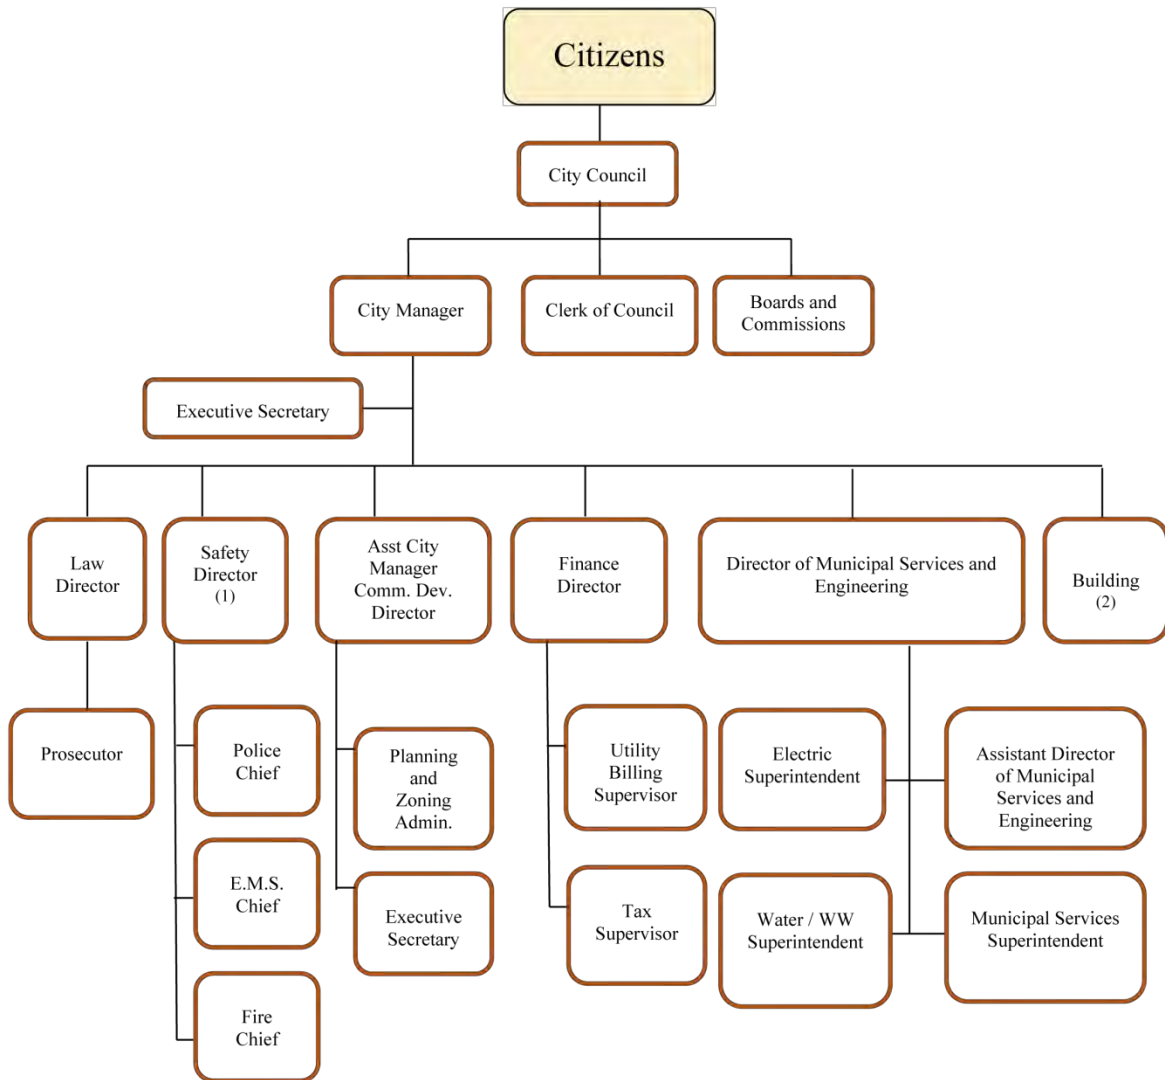 Citizens
City Council
City Manager
Clerk of Council
Boards and
Commissions
Executive Secretary
Law
Director
Safety
Director
(1)
Asst City
Manager
Comm. Dev.
Director
Finance
Director
Director of Municipal Services and
Engineering
Building
(2)
Prosecutor
Police
Chief
E.M.S.
Chief
Fire
Chief
Planning
and
Zoning
Admin.
Executive
Secretary
Utility
Billing
Supervisor
Tax
Supervisor
Electric
Superintendent
Assistant Director
of Municipal
Services and
Engineering
Water / WW
Superintendent
Municipal Services
Superintendent